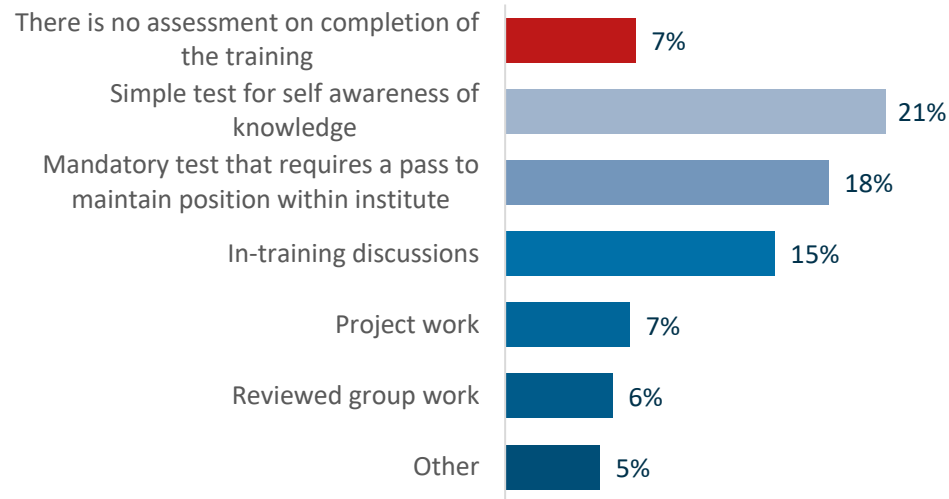 There is no assessment on completion of
the training
7%
Simple test for self awareness of
knowledge
21%
Mandatory test that requires a pass to
maintain position within institute
18%
In-training discussions
15%
Project work
7%
Reviewed group work
6%
Other
5%